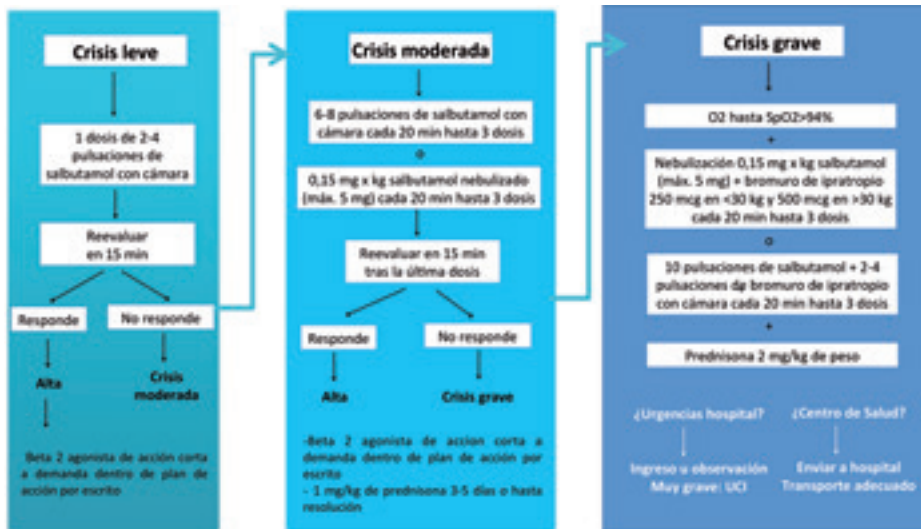 Crisis leve
1 dosis de 2-4
pulsaciones de
salbutamol con cámara
Reevaluar
en 15 min
Responde
No responde
Alta
Crisis
moderada
Beta 2 agonista de acción corta
a demanda dentro de plan de
acción por escrito
Crisis moderada
6-8 pulsaciones de salbutamol con
cámara cada 20 min hasta 3 dosis
o
0,15 mg x kg salbutamol nebulizado
(máx. 5 mg) cada 20 min hasta 3 dosis
Reevaluar en 15 min
tras la última dosis
Responde
No responde
Alta
Crisis grave
-Beta 2 agonista de accion corta a
demanda dentro de plan de acción por
escrito
- 1 mg/kg de prednisona 3-5 días o hasta
resolución
Crisis grave
O2 hasta SpO2>94%
+
Nebulización 0,15 mg x kg salbutamol
(máx. 5 mg) + bromuro de ipratropio
250 mcg en <30 kg y 500 mcg en >30 kg
cada 20 min hasta 3 dosis
o
10 pulsaciones de salbutamol + 2-4
pulsaciones de bromuro de ipratropio
con cámara cada 20 min hasta 3 dosis
+
Prednisona 2 mg/kg de peso
¿Urgencias hospital?
¿Centro de Salud?
Ingreso u observación
Muy grave: UCI
Enviar a hospital
Transporte adecuado